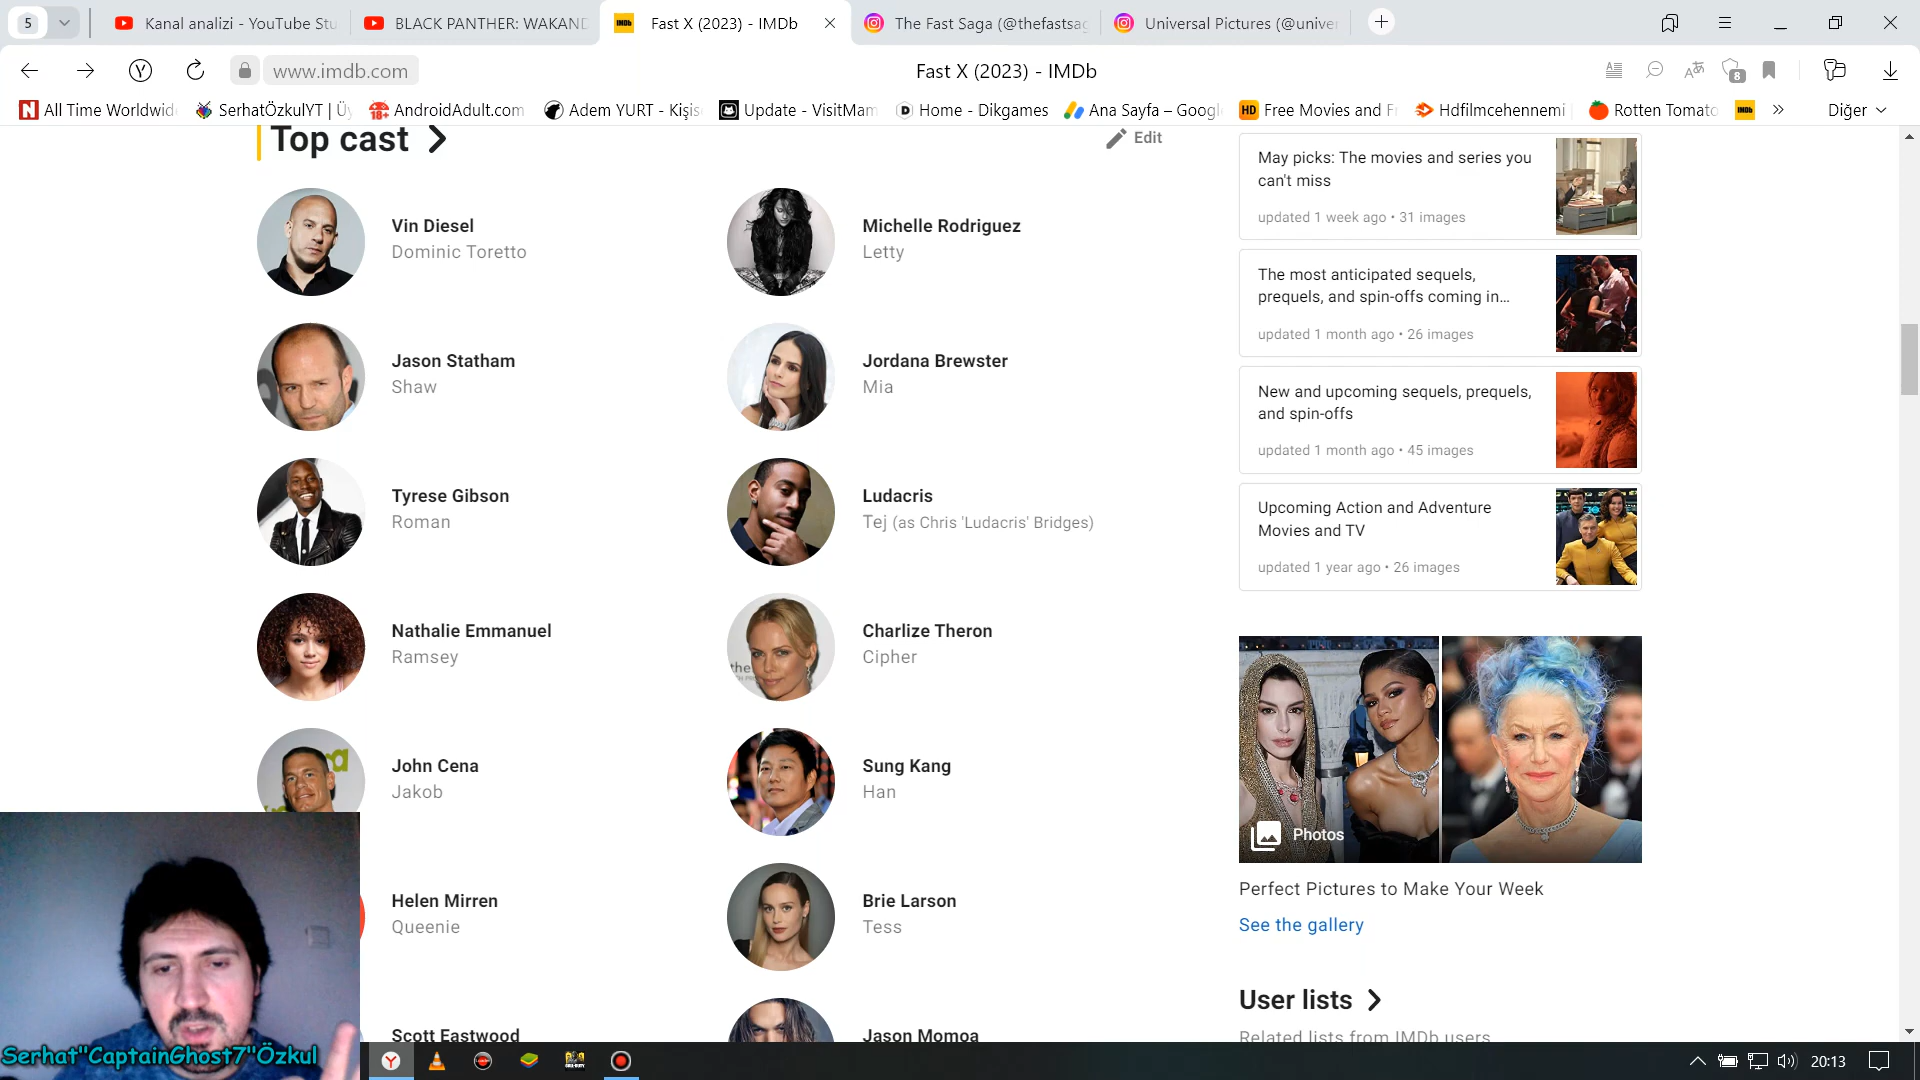 5
Kanal analizi - YouTube Stu
BLACK PANTHER: WAKAND
IMDb
Fast X (2023) - IMDb
The Fast Saga (@thefastsag
Universal Pictures (@univer
www.imdb.com
Fast X (2023) - IMDb
8
All Time Worldwid
SerhatÖzkulYT | Üy
AndroidAdult.com
Adem YURT - Kişis
Update - VisitMam
Home - Dikgames
Ana Sayfa – Google
HD Free Movies and Fr
Hdfilmcehennemi
Rotten Tomato
IMDb
»
Diğer
Top cast
Edit
Vin Diesel
Dominic Toretto
Michelle Rodriguez
Letty
Jason Statham
Shaw
Jordana Brewster
Mia
Tyrese Gibson
Roman
Ludacris
Tej (as Chris 'Ludacris' Bridges)
Nathalie Emmanuel
Ramsey
Charlize Theron
Cipher
John Cena
Jakob
Sung Kang
Han
Helen Mirren
Queenie
Brie Larson
Tess
Scott Eastwood
Jason Momoa
May picks: The movies and series you
can't miss
updated 1 week ago • 31 images
The most anticipated sequels,
prequels, and spin-offs coming in...
updated 1 month ago • 26 images
New and upcoming sequels, prequels,
and spin-offs
updated 1 month ago • 45 images
Upcoming Action and Adventure
Movies and TV
updated 1 year ago • 26 images
Photos
Perfect Pictures to Make Your Week
See the gallery
User lists
Related lists from IMDb users
Serhat"CaptainGhost7"Özkul
20:13